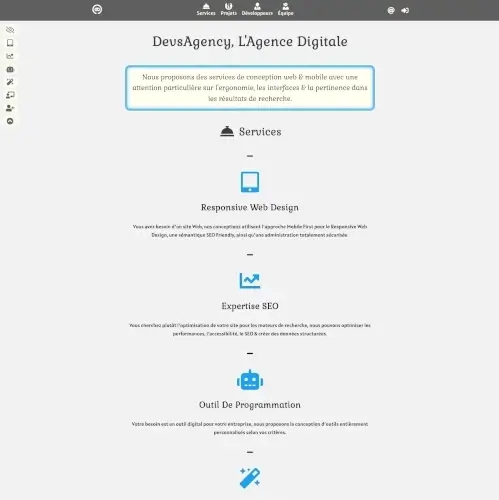 Services Projets Développeurs Équipe
DevsAgency, L'Agence Digitale
Nous proposons des services de conception web & mobile avec une
attention particulière sur l'ergonomie, les interfaces & la pertinence dans
les résultats de recherche.
Services
Responsive Web Design
Vous avez besoin d'un site Web, nos conceptions utilisent l'approche Mobile First pour le Responsive Web
Design, une sémantique SEO Friendly, ainsi qu'une administration totalement sécurisée.
Expertise SEO
Vous cherchez plutôt l'optimisation de votre site pour les moteurs de recherche, nous pouvons optimiser les
performances, l'accessibilité, le SEO & créer des données structurées.
Outil De Programmation
Votre besoin est un outil digital pour votre entreprise, nous proposons la conception d'outils entièrement
personnalisés selon vos critères.